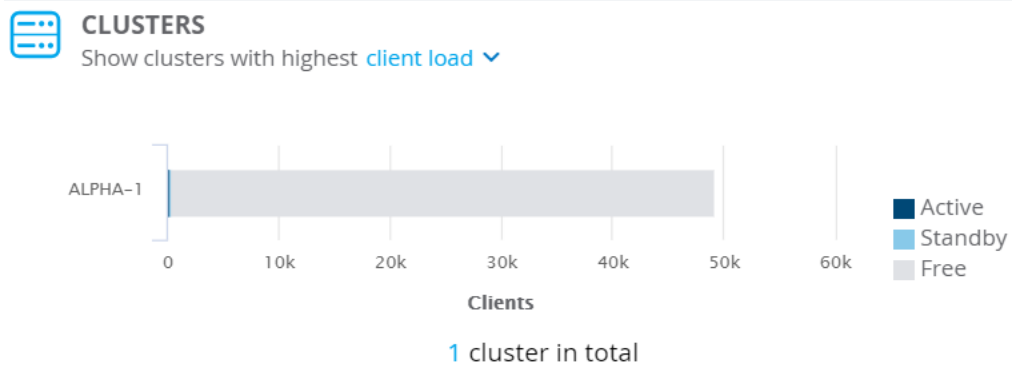 CLUSTERS
Show clusters with highest client load
ALPHA-1
Active
Standby
Free
0 10k 20k 30k 40k 50k 60k
Clients
1 cluster in total